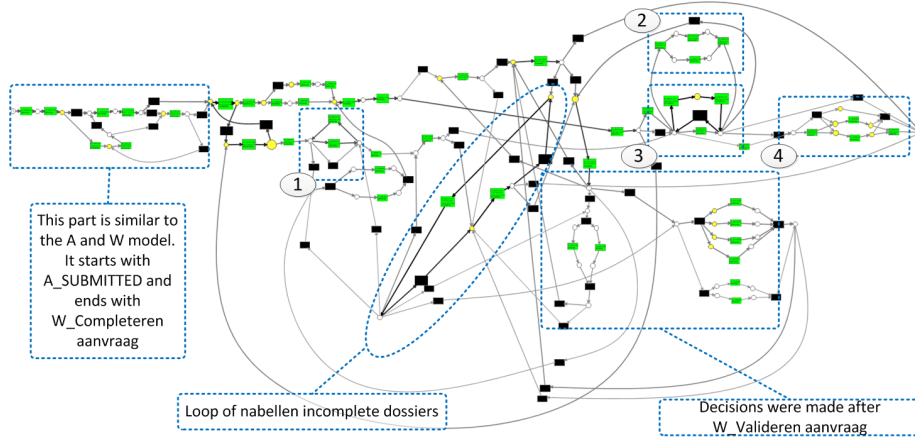 2
3
4
1
This part is similar to
the A and W model.
It starts with
A_SUBMITTED and
ends with
W_Completeren
aanvraag
Loop of nabellen incomplete dossiers
Decisions were made after
W_Valideren aanvraag